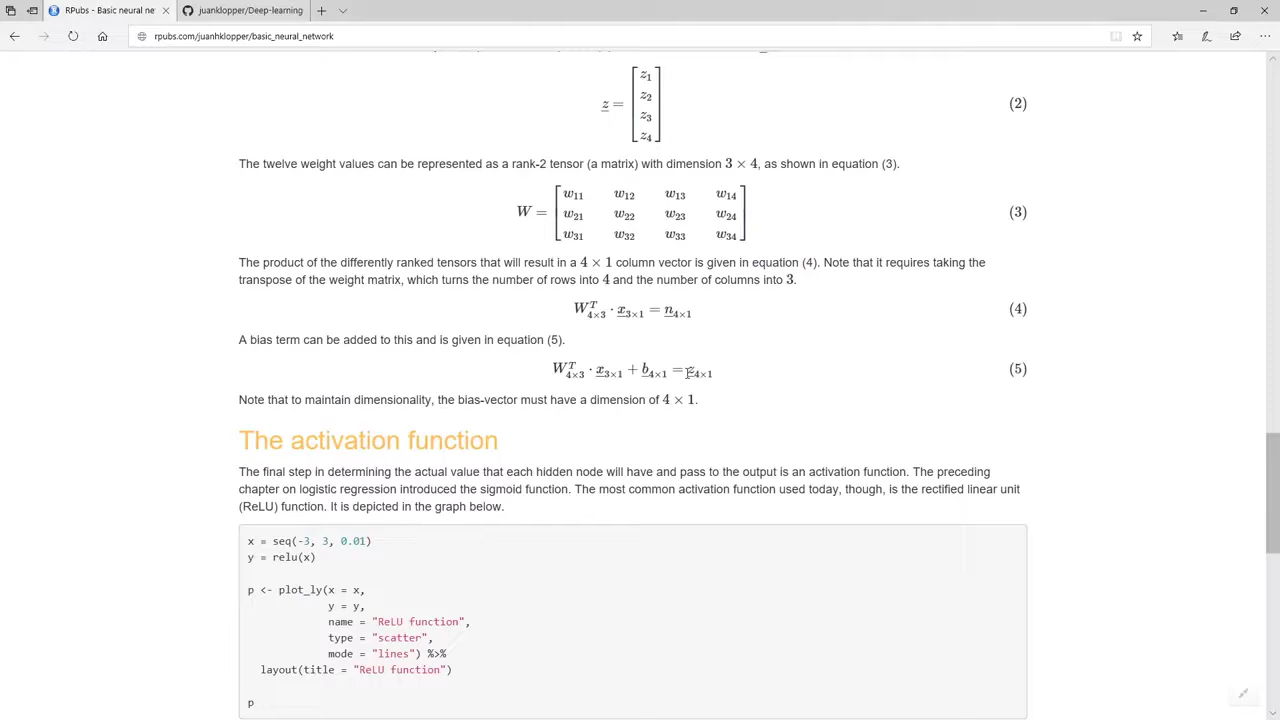 RPubs - Basic neural ne
juanklopper/Deep-learning
rpubs.com/juanhklopper/basic_neural_network
z = [z1 z2 z3 z4] (2)
The twelve weight values can be represented as a rank-2 tensor (a matrix) with dimension 3 × 4, as shown in equation (3).
w11 w12 w13 w14
W = w21 w22 w23 w24 (3)
w31 w32 w33 w34
The product of the differently ranked tensors that will result in a 4 × 1 column vector is given in equation (4). Note that it requires taking the
transpose of the weight matrix, which turns the number of rows into 4 and the number of columns into 3.
W^T_4×3 · x_3×1 = n_4×1 (4)
A bias term can be added to this and is given in equation (5).
W^T_4×3 · x_3×1 + b_4×1 = z_4×1 (5)
Note that to maintain dimensionality, the bias-vector must have a dimension of 4 × 1.
The activation function
The final step in determining the actual value that each hidden node will have and pass to the output is an activation function. The preceding
chapter on logistic regression introduced the sigmoid function. The most common activation function used today, though, is the rectified linear unit
(ReLU) function. It is depicted in the graph below.
x = seq(-3, 3, 0.01)
y = relu(x)
p <- plot_ly(x = x,
y = y,
name = "ReLU function",
type = "scatter",
mode = "lines") %>%
layout(title = "ReLU function")
p